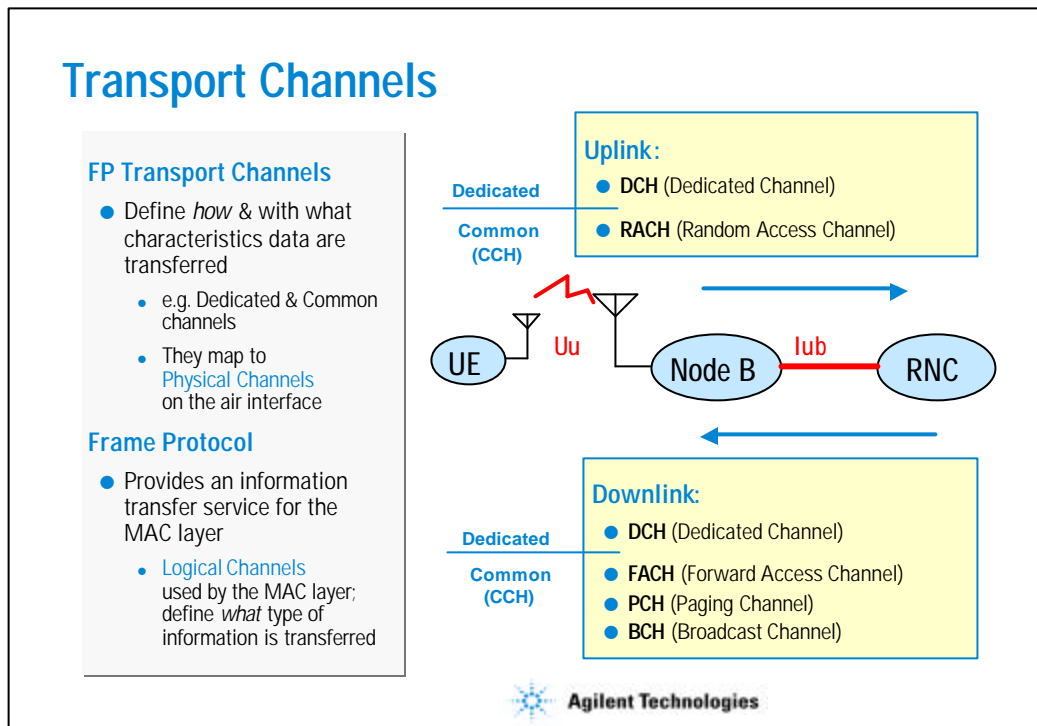 Transport Channels
FP Transport Channels
● Define how & with what
characteristics data are
transferred
• e.g. Dedicated & Common
channels
• They map to
Physical Channels
on the air interface
Frame Protocol
● Provides an information
transfer service for the
MAC layer
• Logical Channels
used by the MAC layer;
define what type of
information is transferred
Uplink:
Dedicated
● DCH (Dedicated Channel)
Common
(CCH)
● RACH (Random Access Channel)
UE
Uu
Node B
Iub
RNC
Downlink:
Dedicated
● DCH (Dedicated Channel)
Common
(CCH)
● FACH (Forward Access Channel)
● PCH (Paging Channel)
● BCH (Broadcast Channel)
Agilent Technologies